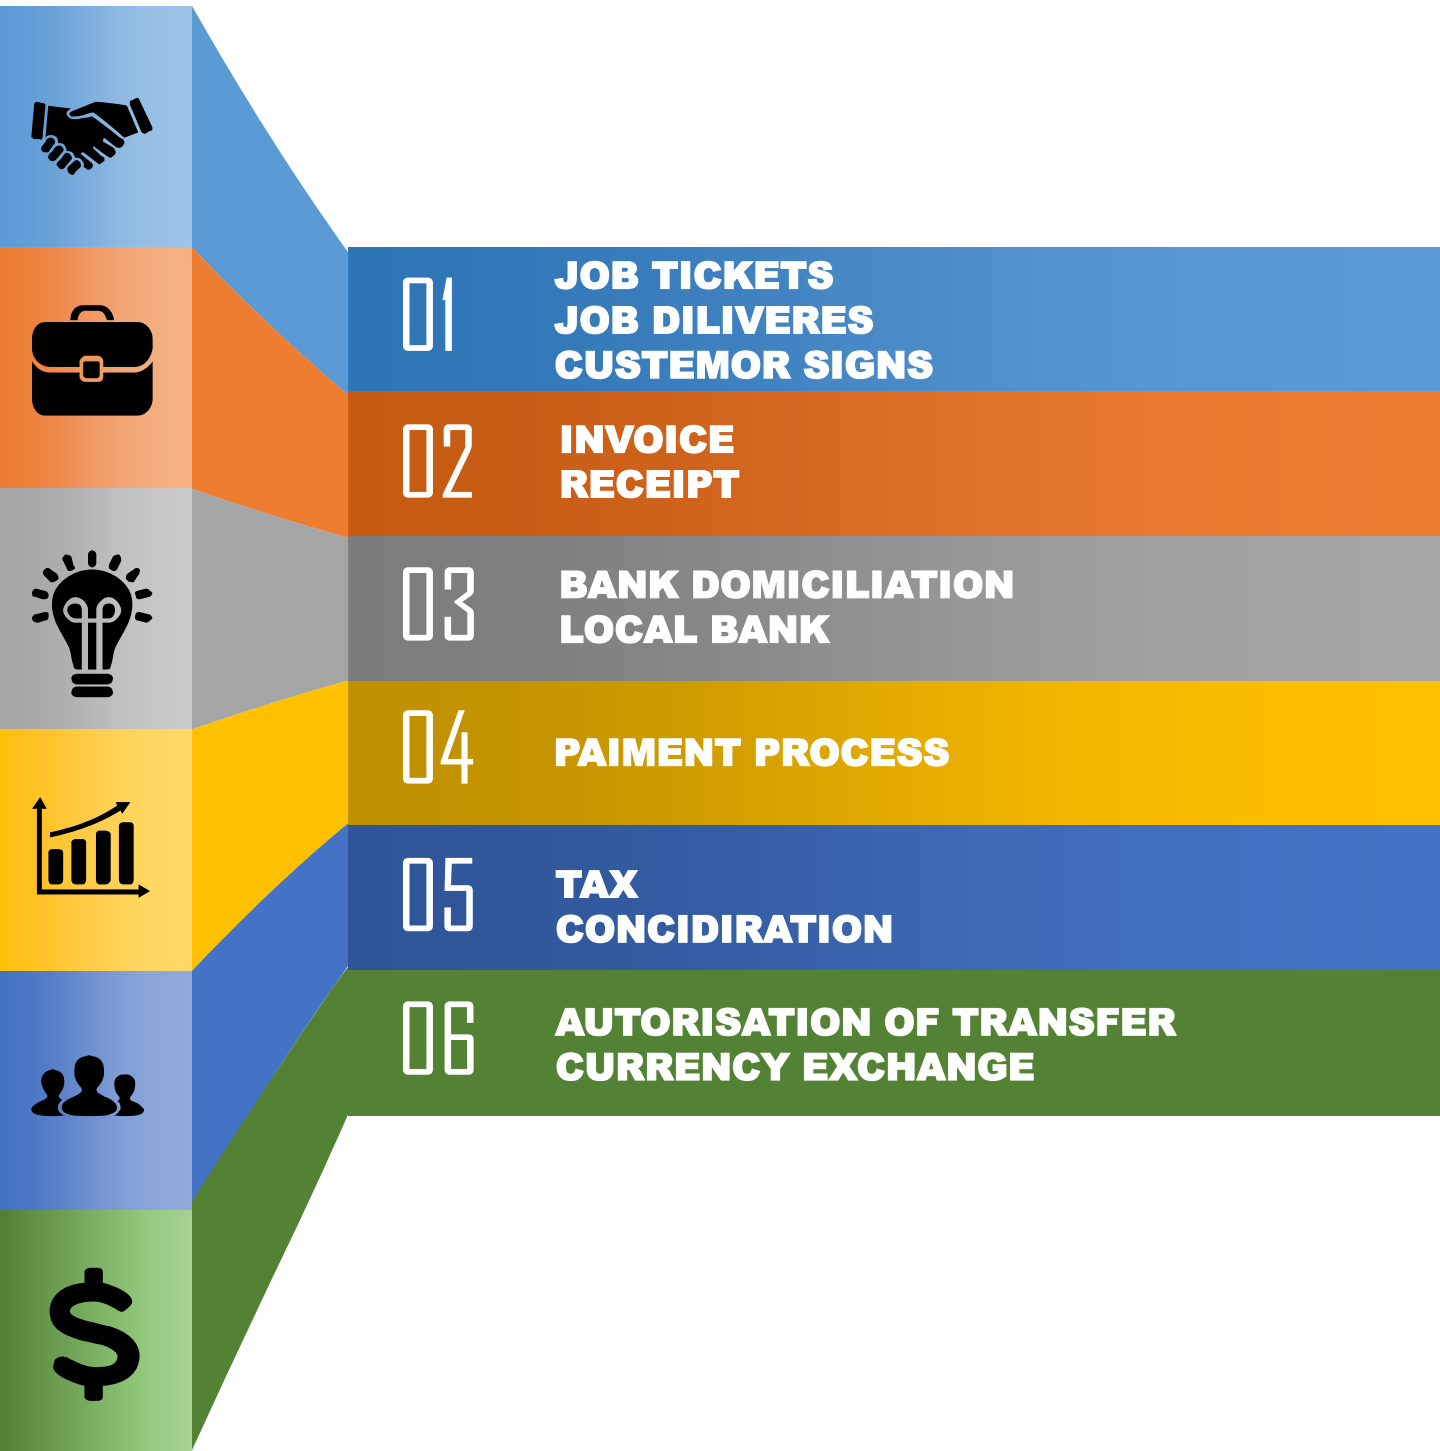 01
JOB TICKETS
JOB DILIVERES
CUSTEMOR SIGNS
02
INVOICE
RECEIPT
03
BANK DOMICILIATION
LOCAL BANK
04
PAIMENT PROCESS
05
TAX
CONCIDIRATION
06
AUTORISATION OF TRANSFER
CURRENCY EXCHANGE
$